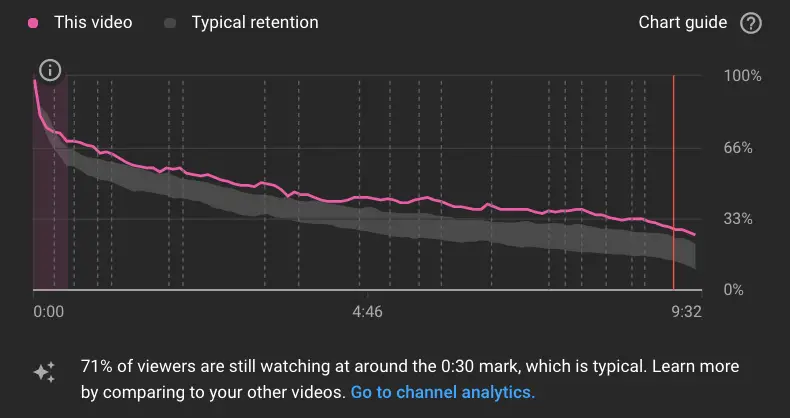 This video
Typical retention
Chart guide
100%
66%
33%
0%
0:00
4:46
9:32
71% of viewers are still watching at around the 0:30 mark, which is typical. Learn more
by comparing to your other videos. Go to channel analytics.